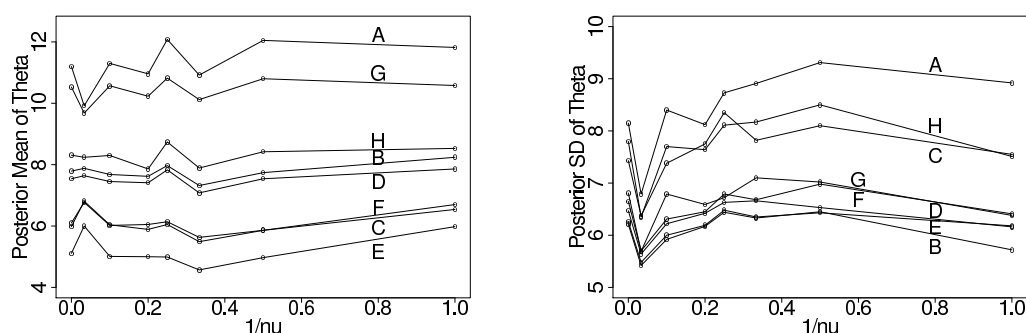 Posterior Mean of Theta
12
10
8
6
4
A
G
H
B
D
F
C
E
0.0 0.2 0.4 0.6 0.8 1.0
1/nu
Posterior SD of Theta
10
9
8
7
6
5
A
H
C
G
F
D
E
B
0.0 0.2 0.4 0.6 0.8 1.0
1/nu